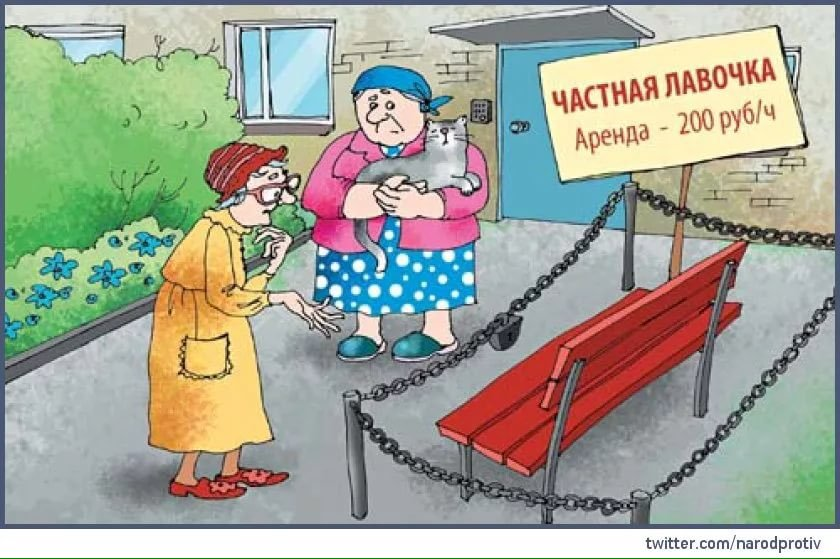 ЧАСТНАЯ ЛАВОЧКА
Аренда - 200 руб/ч
twitter.com/narodprotiv